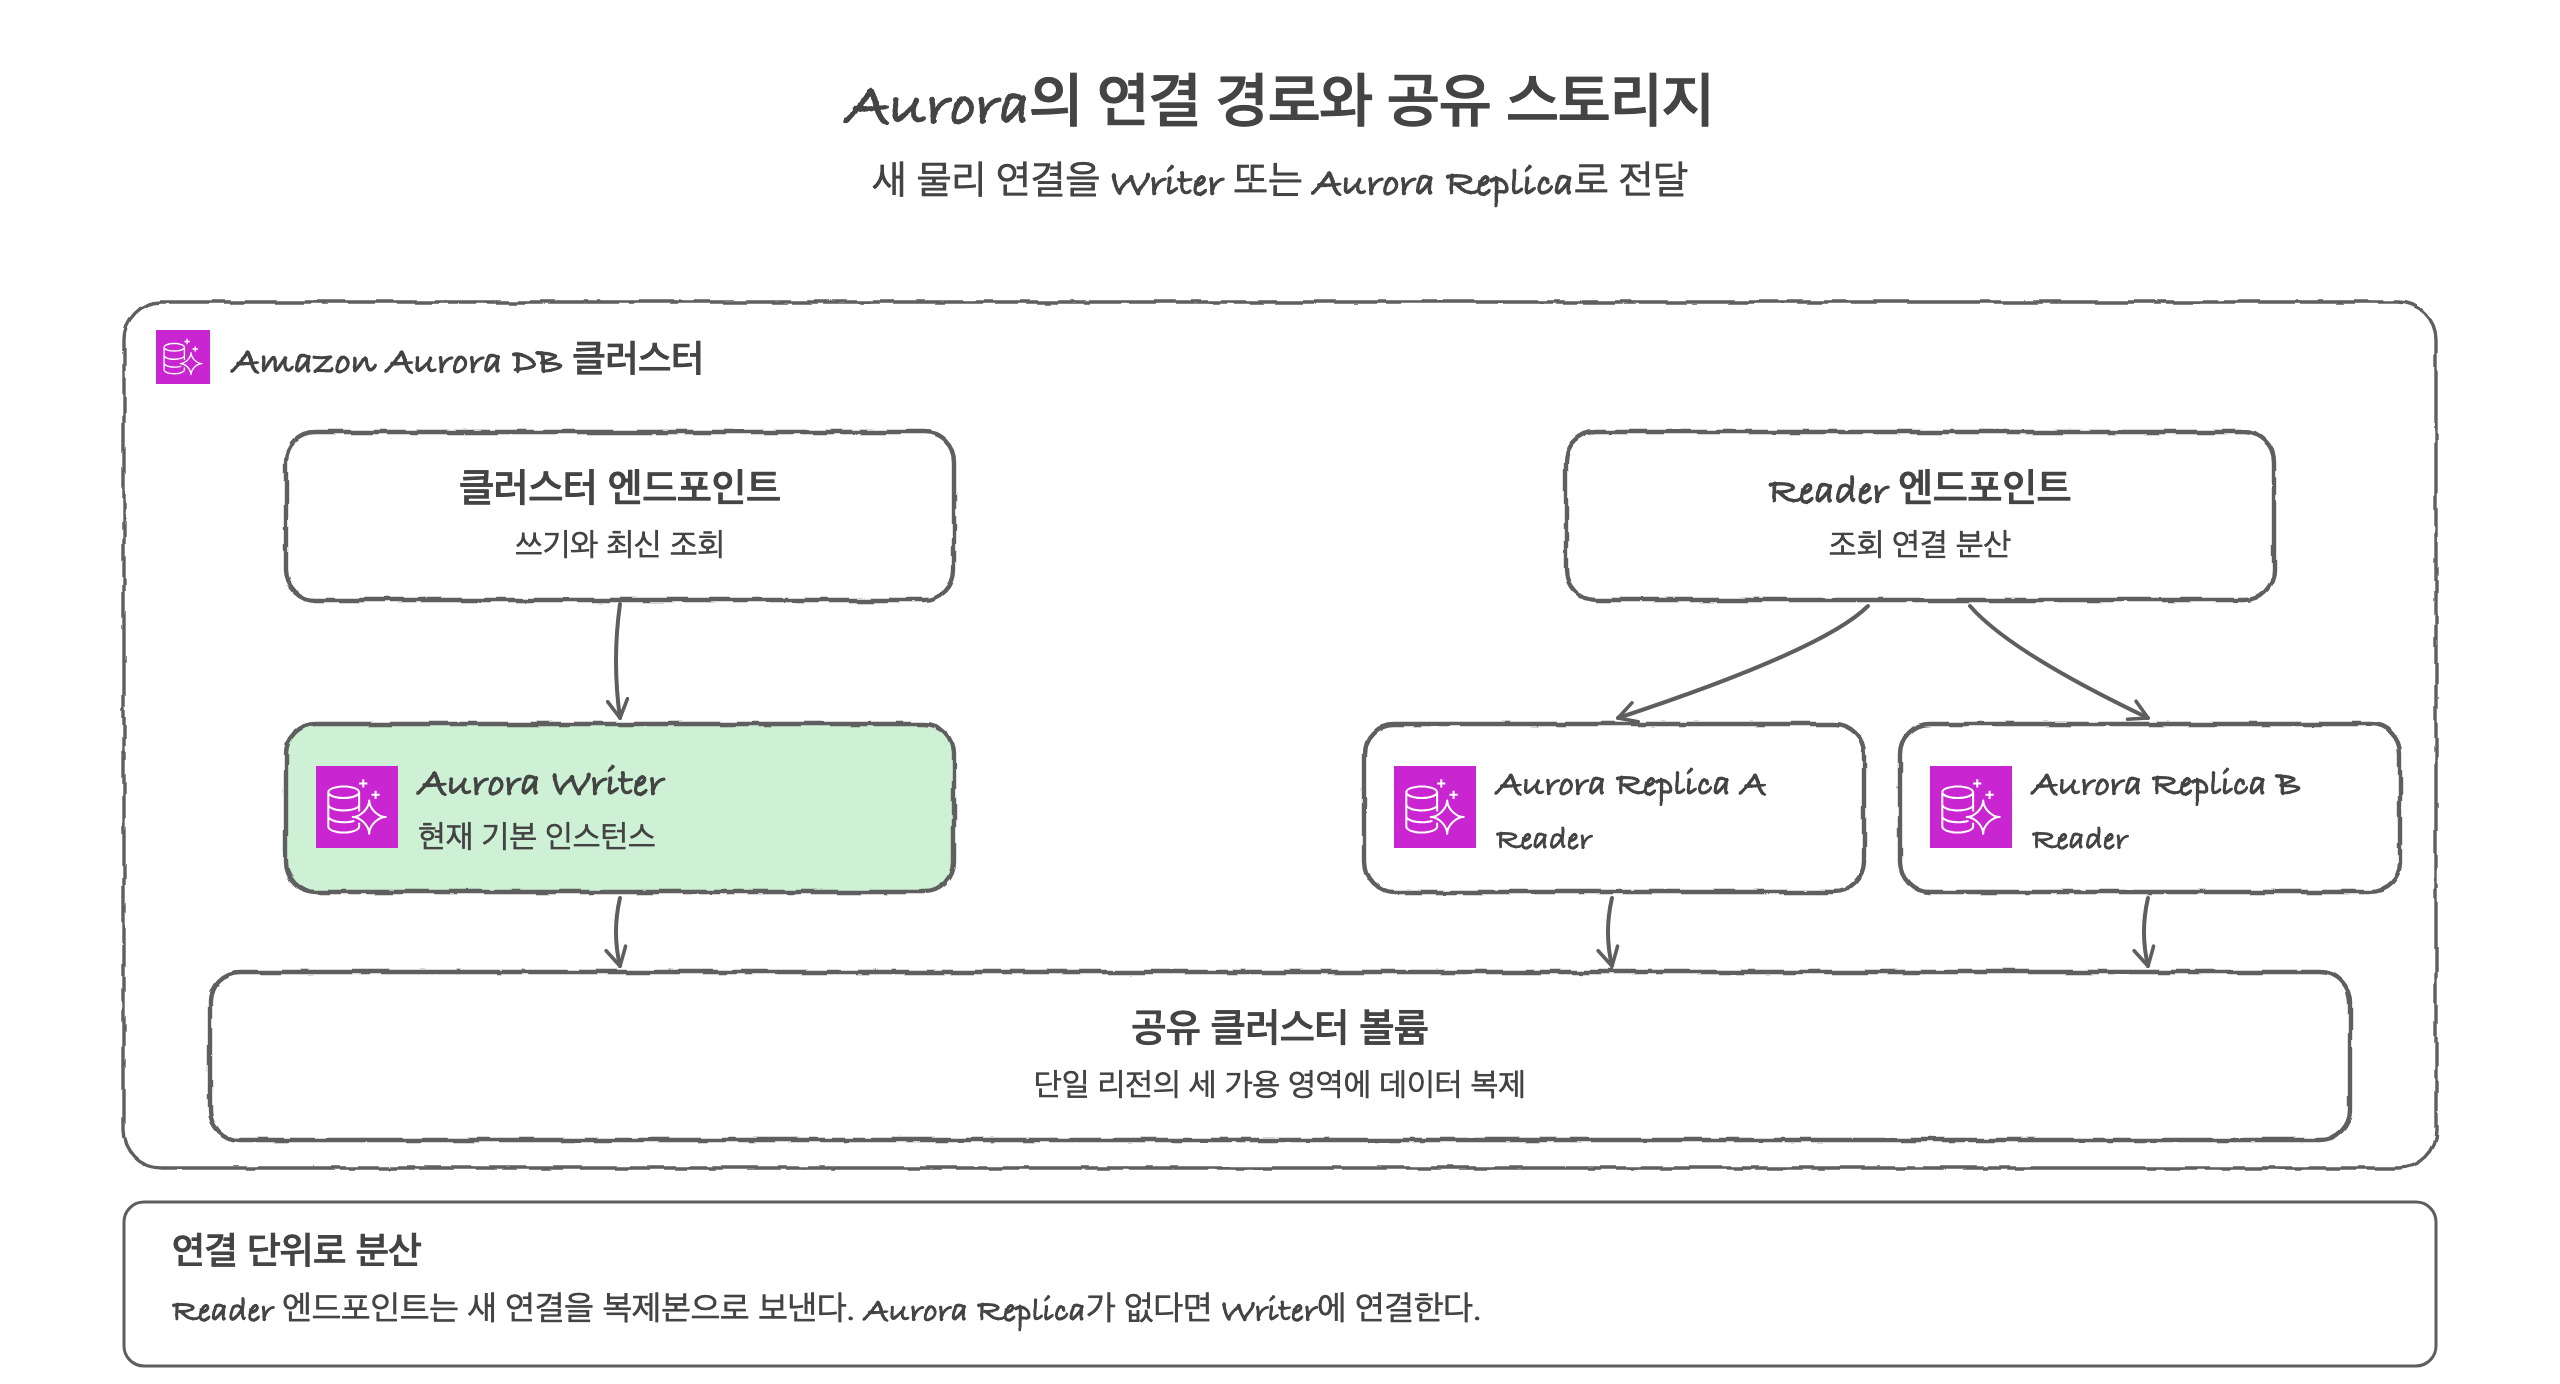 Aurora의 연결 경로와 공유 스토리지
새 물리 연결을 Writer 또는 Aurora Replica로 전달
Amazon Aurora DB 클러스터
클러스터 엔드포인트
쓰기와 최신 조회
Reader 엔드포인트
조회 연결 분산
Aurora Writer
현재 기본 인스턴스
Aurora Replica A
Reader
Aurora Replica B
Reader
공유 클러스터 볼륨
단일 리전의 세 가용 영역에 데이터 복제
연결 단위로 분산
Reader 엔드포인트는 새 연결을 복제본으로 보낸다. Aurora Replica가 없다면 Writer에 연결한다.